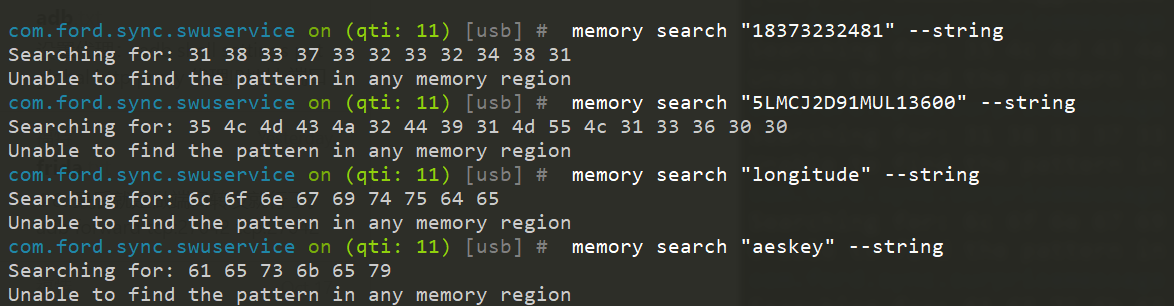 com.ford.sync.swuservice on (qti: 11) [usb] # memory search "18373232481" --string
Searching for: 31 38 33 37 33 32 33 32 34 38 31
Unable to find the pattern in any memory region
com.ford.sync.swuservice on (qti: 11) [usb] # memory search "5LMCJ2D91MUL13600" --string
Searching for: 35 4c 4d 43 4a 32 44 39 31 4d 55 4c 31 33 36 30 30
Unable to find the pattern in any memory region
com.ford.sync.swuservice on (qti: 11) [usb] # memory search "longitude" --string
Searching for: 6c 6f 6e 67 69 74 75 64 65
Unable to find the pattern in any memory region
com.ford.sync.swuservice on (qti: 11) [usb] # memory search "aeskey" --string
Searching for: 61 65 73 6b 65 79
Unable to find the pattern in any memory region